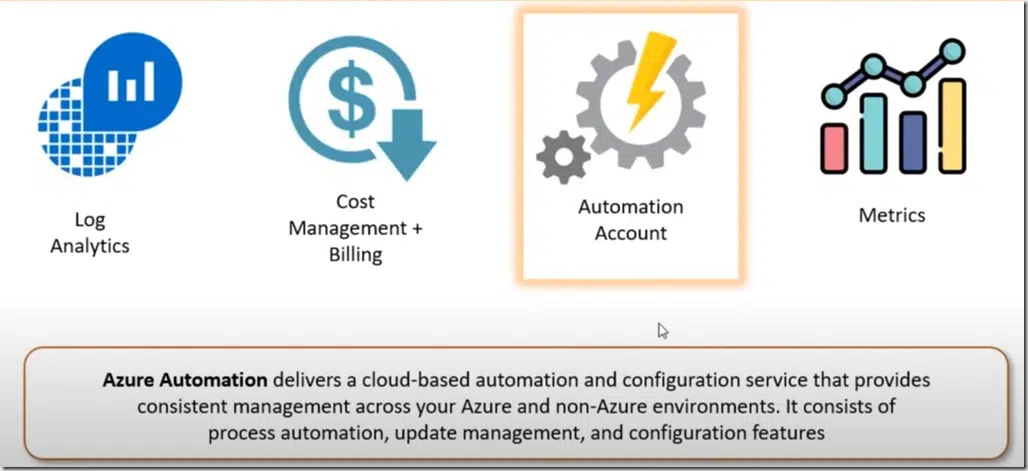 Log
Analytics
Cost
Management +
Billing
Automation
Account
Metrics
Azure Automation delivers a cloud-based automation and configuration service that provides
consistent management across your Azure and non-Azure environments. It consists of
process automation, update management, and configuration features